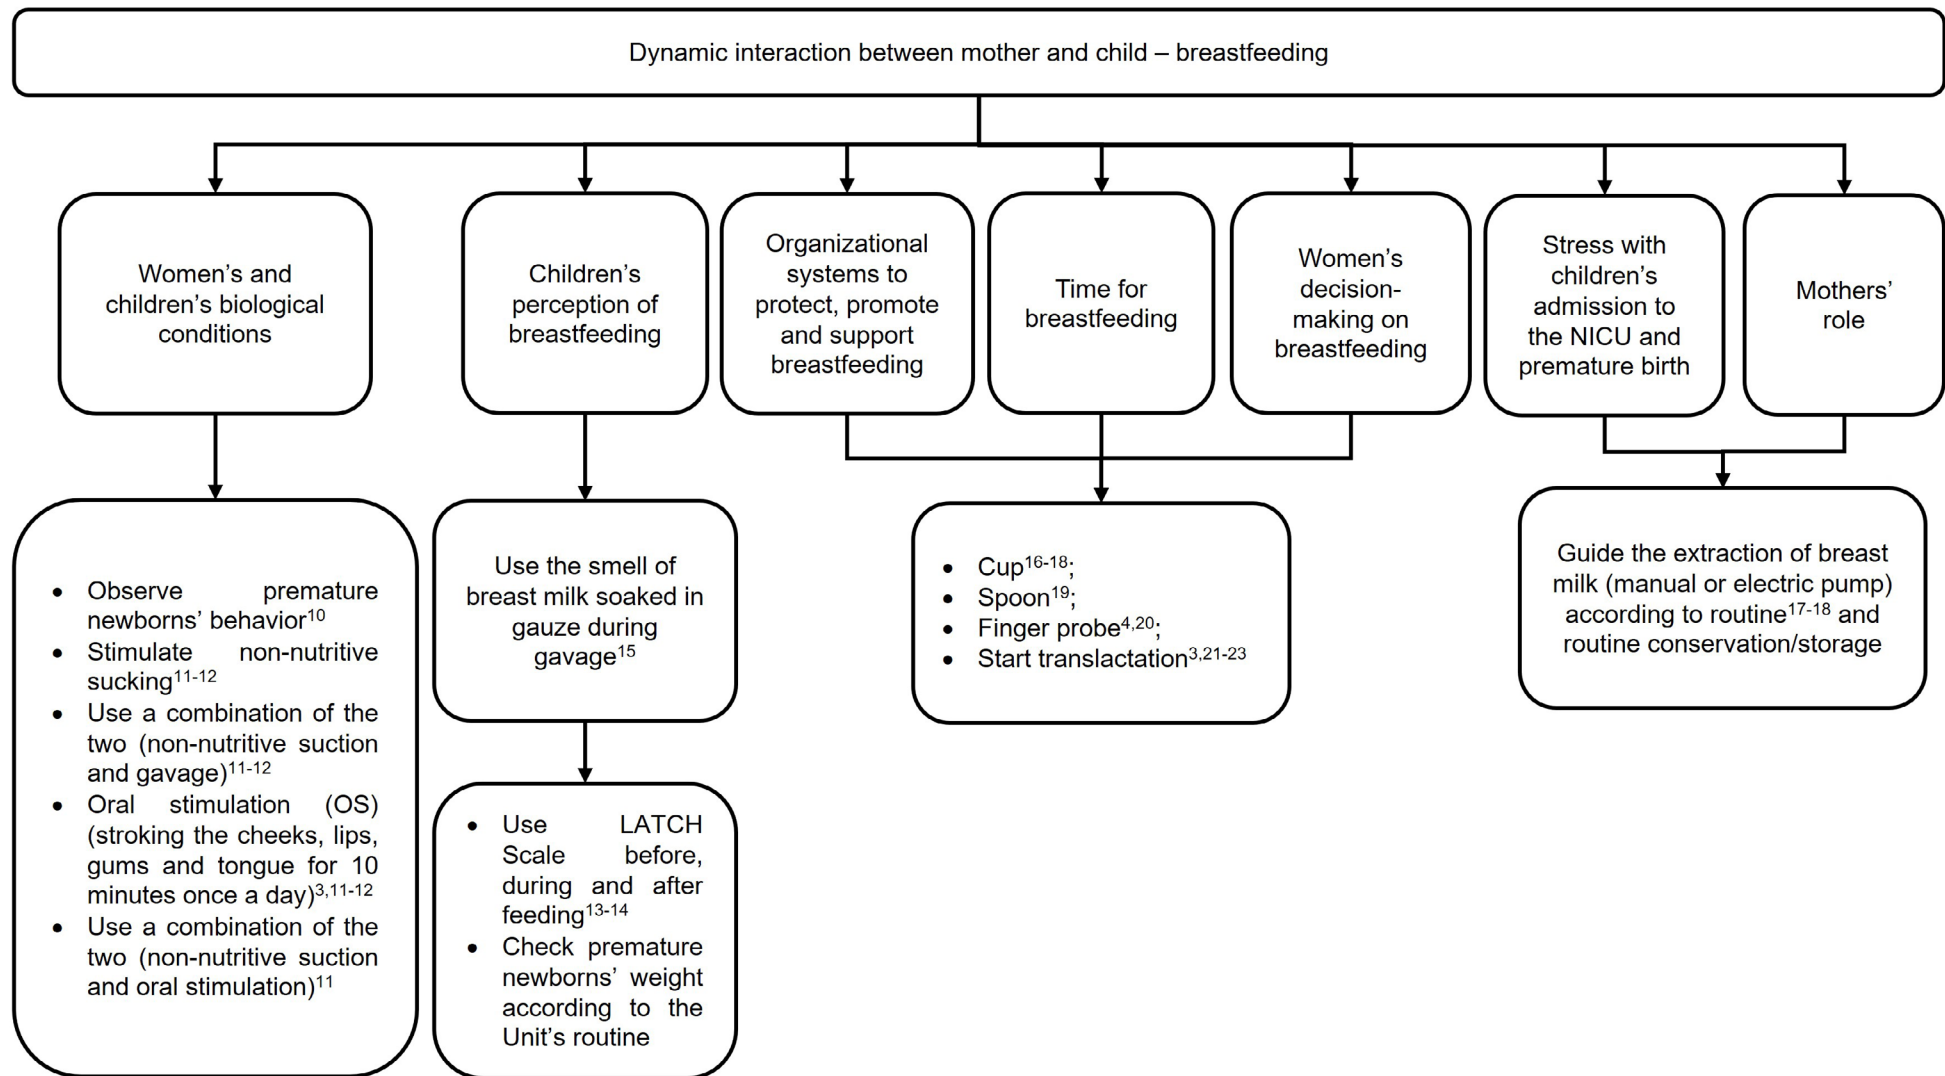 Dynamic interaction between mother and child – breastfeeding
Women’s and
children’s biological
conditions
Children’s
perception of
breastfeeding
Organizational
systems to
protect, promote
and support
breastfeeding
Time for
breastfeeding
Women’s
decision-
making on
breastfeeding
Stress with
children’s
admission to
the NICU and
premature birth
Mothers’
role
• Observe premature
newborns’ behavior¹⁰
• Stimulate non-nutritive
sucking¹¹⁻¹²
• Use a combination of the
two (non-nutritive suction
and gavage)¹¹⁻¹²
• Oral stimulation (OS)
(stroking the cheeks, lips,
gums and tongue for 10
minutes once a day)³,¹¹⁻¹²
• Use a combination of the
two (non-nutritive suction
and oral stimulation)¹¹
Use the smell of
breast milk soaked in
gauze during
gavage¹⁵
• Use LATCH
Scale before,
during and after
feeding¹³⁻¹⁴
• Check premature
newborns’ weight
according to the
Unit’s routine
• Cup¹⁶⁻¹⁸;
• Spoon¹⁹;
• Finger probe⁴,²⁰;
• Start translactation³,²¹⁻²³
Guide the extraction of breast
milk (manual or electric pump)
according to routine¹⁷⁻¹⁸ and
routine conservation/storage